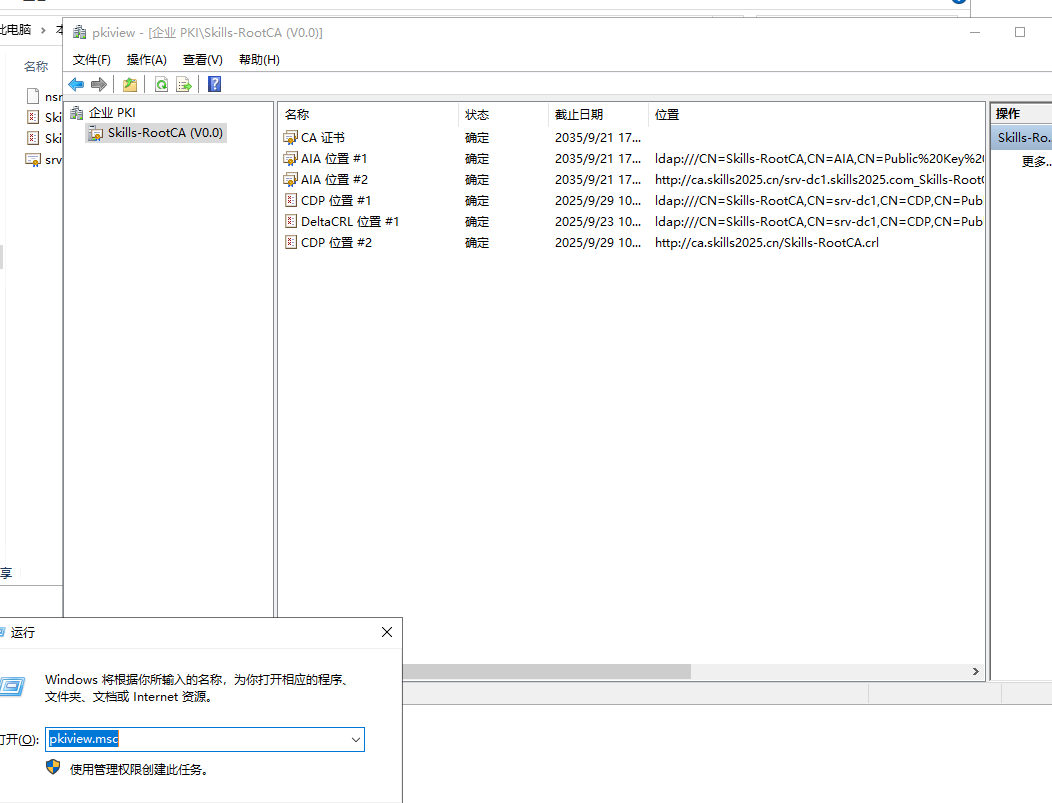 此电脑
pkiview - [企业 PKI\Skills-RootCA (V0.0)]
文件(F) 操作(A) 查看(V) 帮助(H)
名称
Ski
Ski
srv
享
企业 PKI
Skills-RootCA (V0.0)
名称 状态 截止日期 位置
CA 证书 确定 2035/9/21 17...
AIA 位置 #1 确定 2035/9/21 17... ldap:///CN=Skills-RootCA,CN=AIA,CN=Public%20Key%20
AIA 位置 #2 确定 2035/9/21 17... http://ca.skills2025.cn/srv-dc1.skills2025.com_Skills-Root
CDP 位置 #1 确定 2025/9/29 10... ldap:///CN=Skills-RootCA,CN=srv-dc1,CN=CDP,CN=Pub
DeltaCRL 位置 #1 确定 2025/9/23 10... ldap:///CN=Skills-RootCA,CN=srv-dc1,CN=CDP,CN=Pub
CDP 位置 #2 确定 2025/9/29 10... http://ca.skills2025.cn/Skills-RootCA.crl
操作
Skills-Ro...
更多...
运行
Windows 将根据你所输入的名称，为你打开相应的程序、
文件夹、文档或 Internet 资源。
打开(O): pkiview.msc
使用管理权限创建此任务。